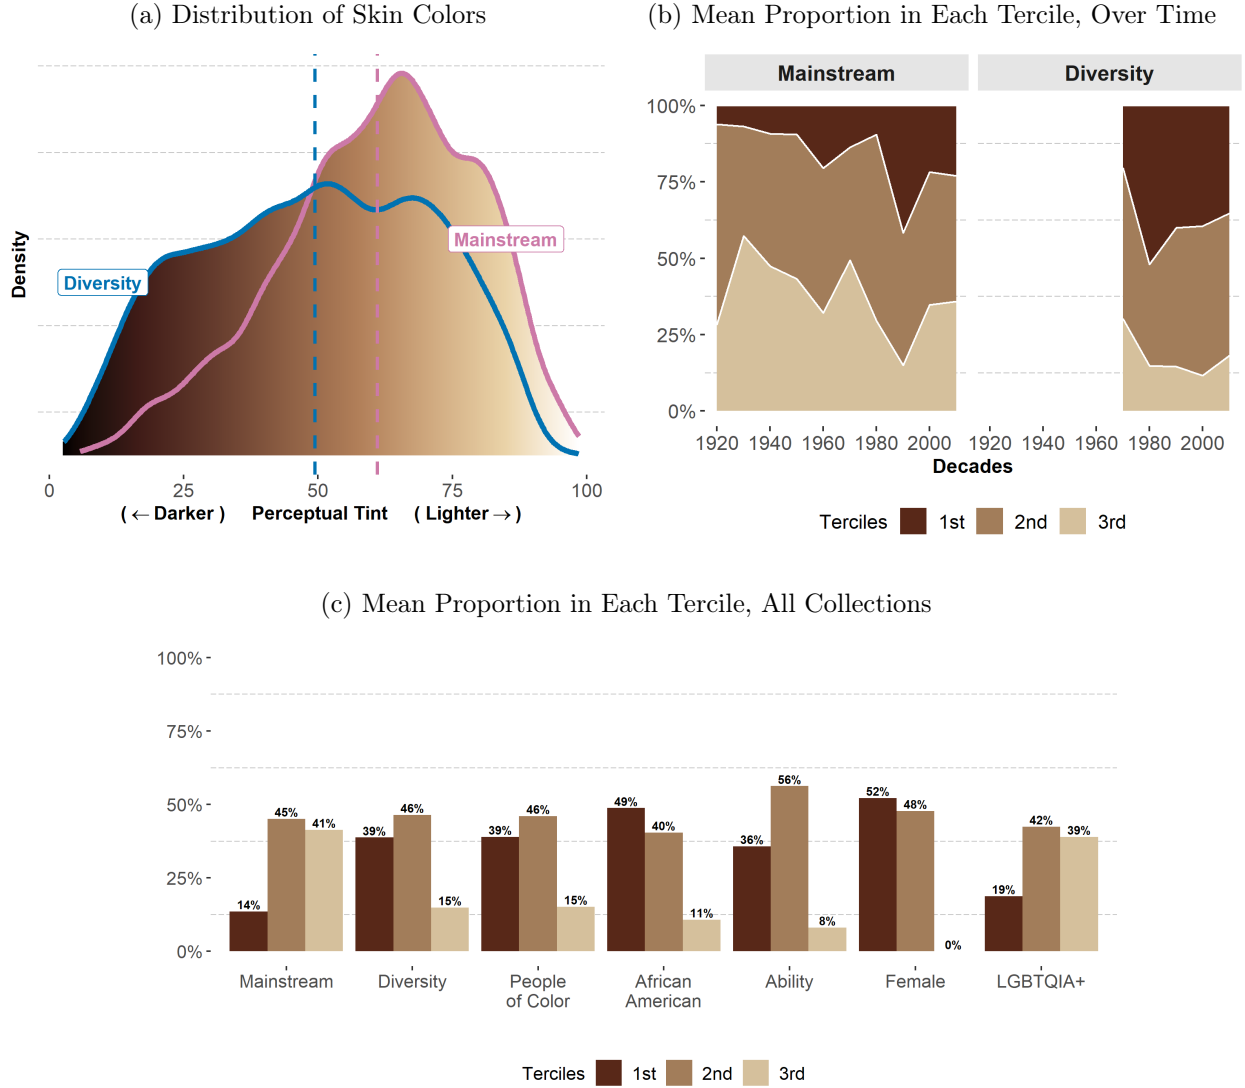 (a) Distribution of Skin Colors
Density
Diversity
Mainstream
0 25 50 75 100
( ← Darker ) Perceptual Tint ( Lighter → )
(b) Mean Proportion in Each Tercile, Over Time
Mainstream Diversity
100%
75%
50%
25%
0%
1920 1940 1960 1980 2000 1920 1940 1960 1980 2000
Decades
Terciles 1st 2nd 3rd
(c) Mean Proportion in Each Tercile, All Collections
100%
75%
50%
25%
0%
14% 45% 41% 39% 46% 15% 39% 46% 15% 49% 40% 11% 36% 56% 8% 52% 48% 0% 19% 42% 39%
Mainstream Diversity People African Ability Female LGBTQIA+
of Color American
Terciles 1st 2nd 3rd